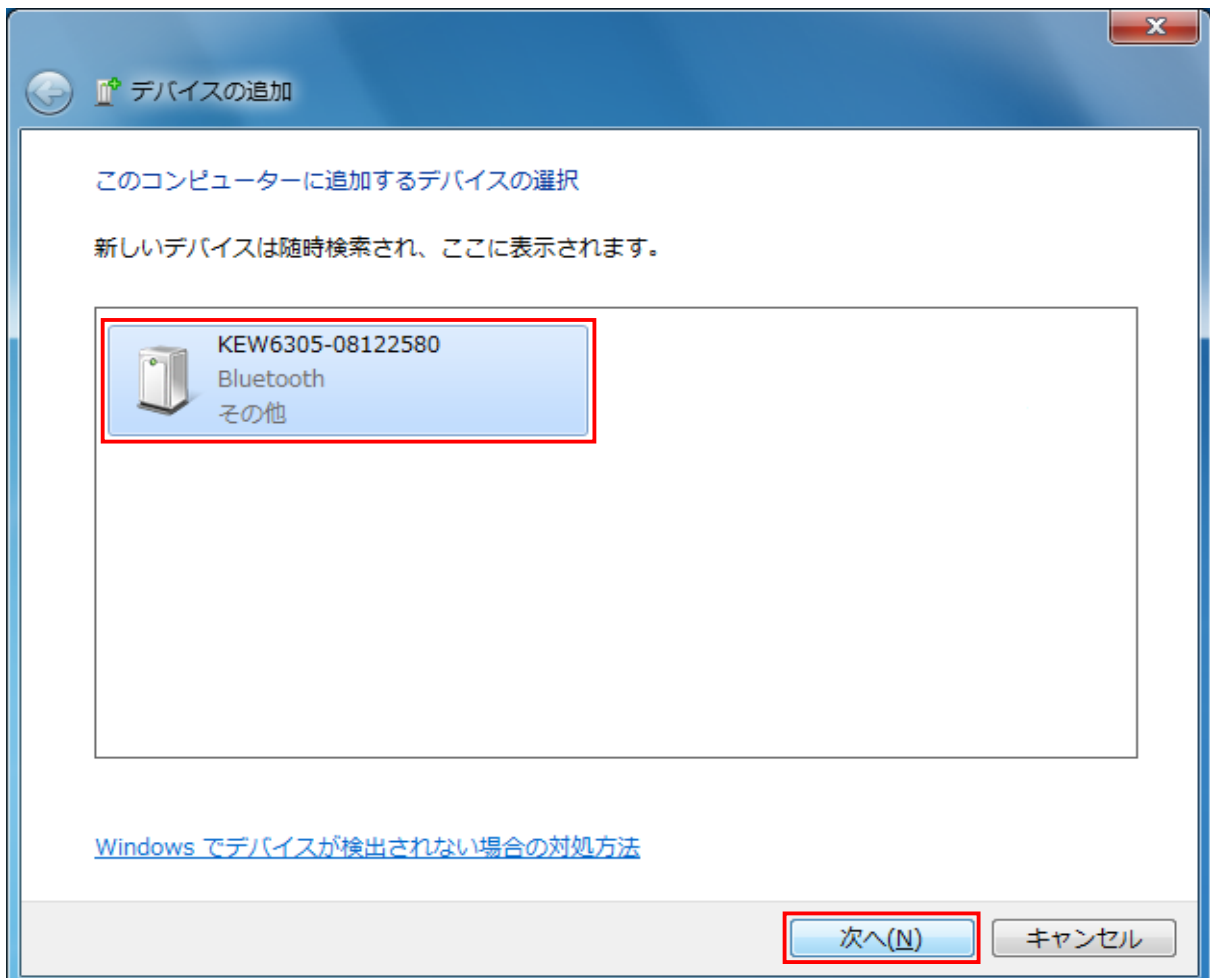 デバイスの追加
このコンピューターに追加するデバイスの選択
新しいデバイスは随時検索され、ここに表示されます。
KEW6305-08122580
Bluetooth
その他
Windows でデバイスが検出されない場合の対処方法
次へ(N)
キャンセル